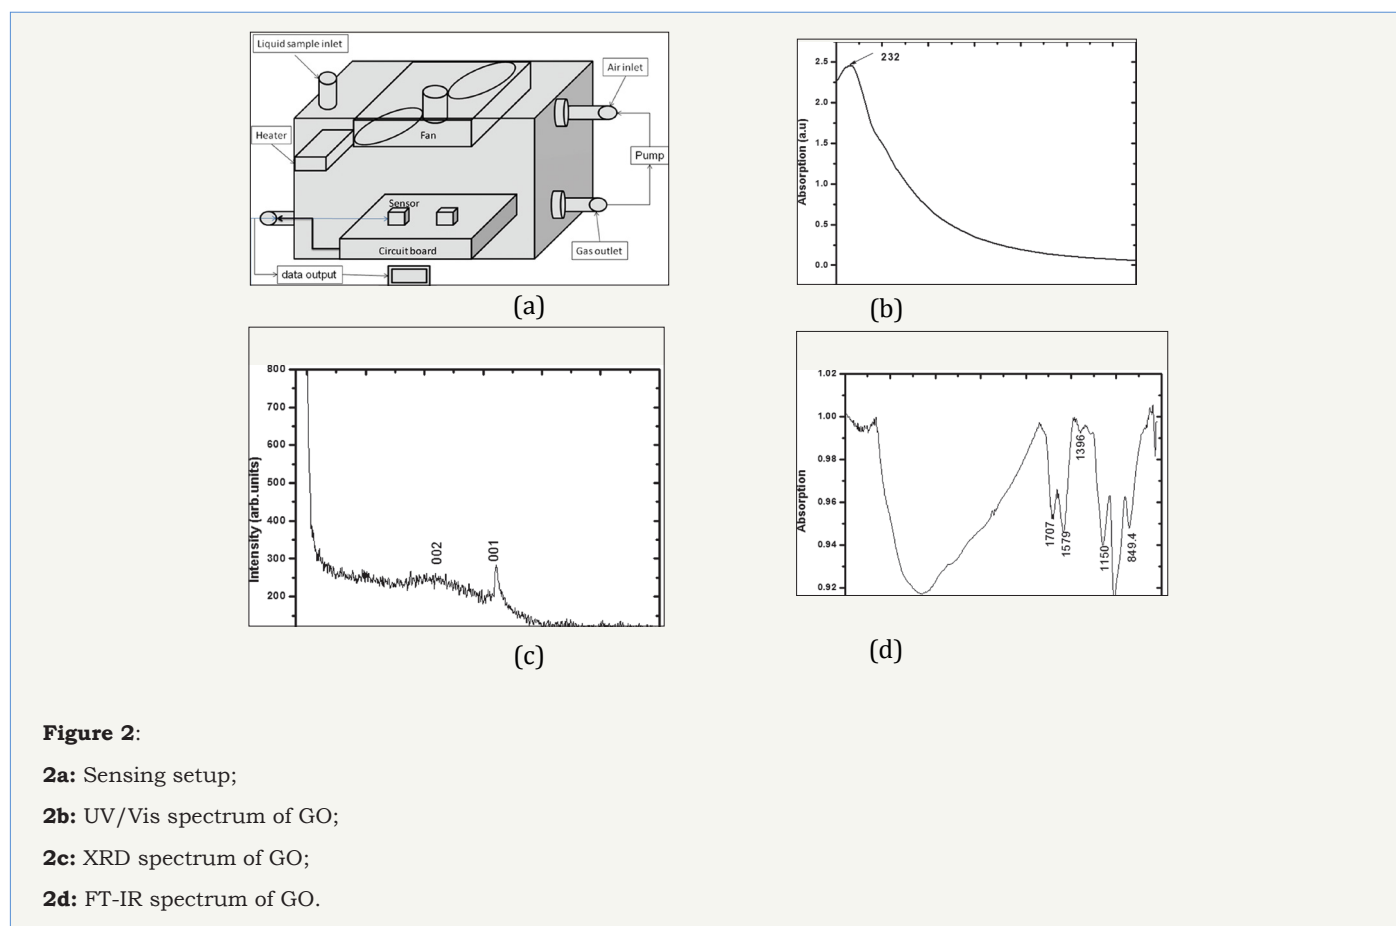 Liquid sample inlet
Air inlet
Heater
Fan
Pump
Sensor
Circuit board
Gas outlet
data output
(a)
232
2.5
2.0
1.5
1.0
0.5
0.0
Absorption (a.u)
(b)
800
700
600
500
400
300
200
Intensity (arb.units)
002
001
(c)
1.02
1.00
0.98
0.96
0.94
0.92
Absorption
1707
1579
1396
1150
849.4
(d)
Figure 2:
2a: Sensing setup;
2b: UV/Vis spectrum of GO;
2c: XRD spectrum of GO;
2d: FT-IR spectrum of GO.